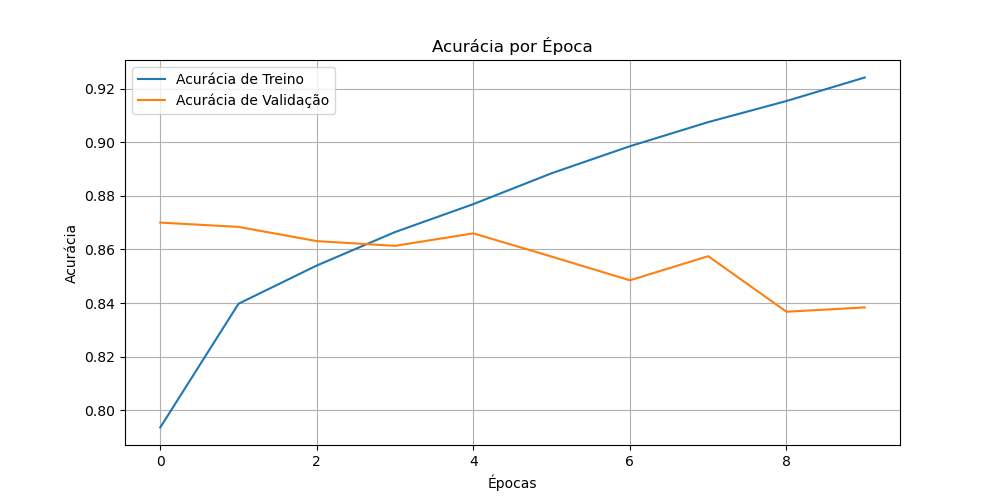 Acurácia por Época
Acurácia de Treino
Acurácia de Validação
0.92
0.90
0.88
0.86
0.84
0.82
0.80
Acurácia
0 2 4 6 8
Épocas